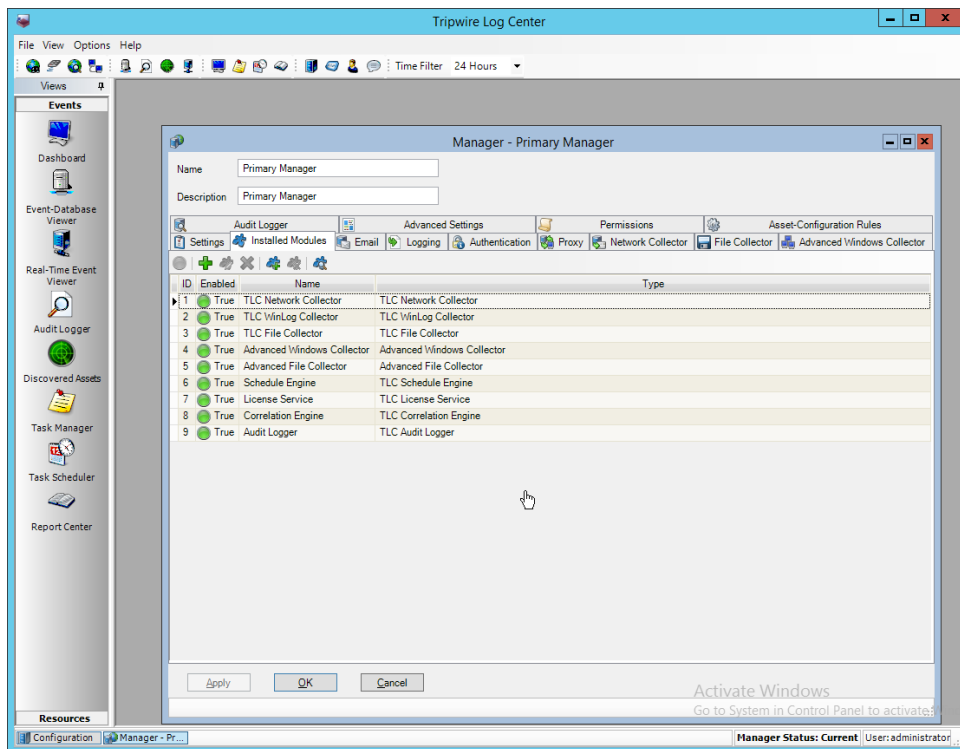 Tripwire Log Center
File View Options Help
Time Filter 24 Hours
Views
Events
Dashboard
Event-Database
Viewer
Real-Time Event
Viewer
Audit Logger
Discovered Assets
Task Manager
Task Scheduler
Report Center
Resources
Manager - Primary Manager
Name Primary Manager
Description Primary Manager
Audit Logger Advanced Settings Permissions Asset-Configuration Rules
Settings Installed Modules Email Logging Authentication Proxy Network Collector File Collector Advanced Windows Collector
ID Enabled Name Type
1 True TLC Network Collector TLC Network Collector
2 True TLC WinLog Collector TLC WinLog Collector
3 True TLC File Collector TLC File Collector
4 True Advanced Windows Collector Advanced Windows Collector
5 True Advanced File Collector Advanced File Collector
6 True Schedule Engine TLC Schedule Engine
7 True License Service TLC License Service
8 True Correlation Engine TLC Correlation Engine
9 True Audit Logger TLC Audit Logger
Apply OK Cancel
Activate Windows
Go to System in Control Panel to activate
Configuration Manager - Pr... Manager Status: Current User: administrator